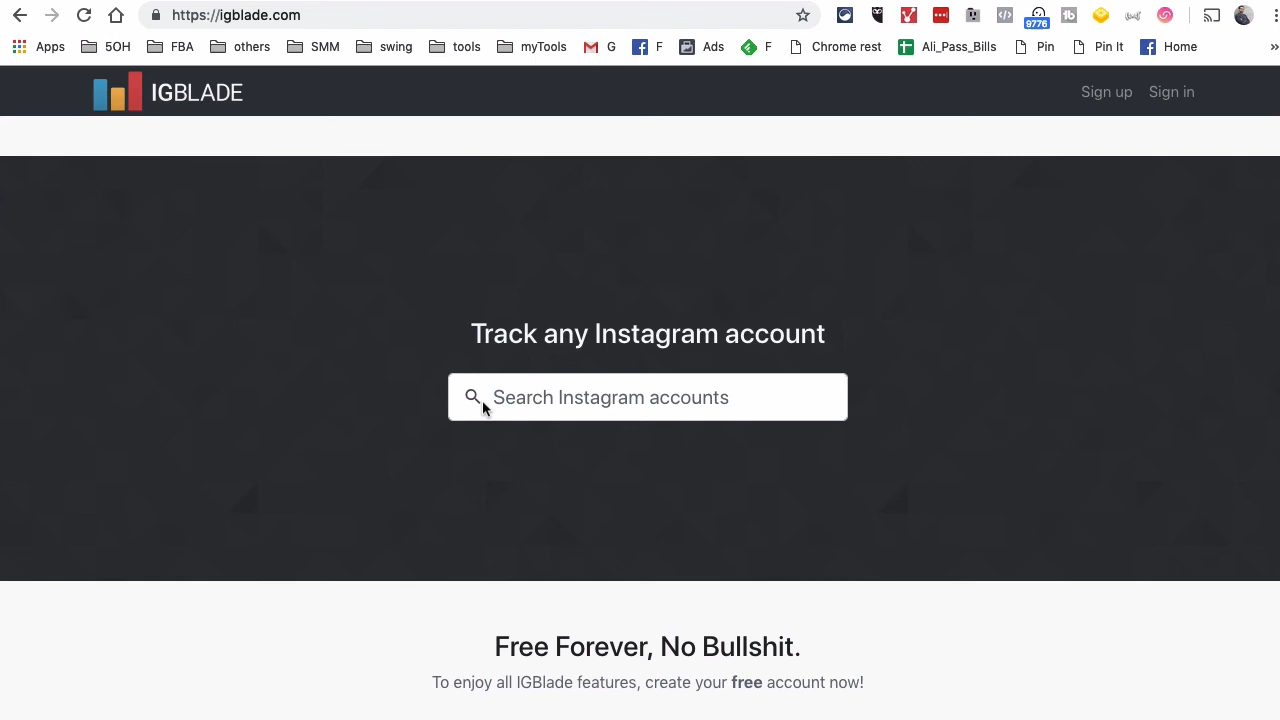 https://igblade.com
9776
Apps 5OH FBA others SMM swing tools myTools G F Ads F Chrome rest Ali_Pass_Bills Pin Pin It Home »
IGBLADE Sign up Sign in
Track any Instagram account
Search Instagram accounts
Free Forever, No Bullshit.
To enjoy all IGBlade features, create your free account now!